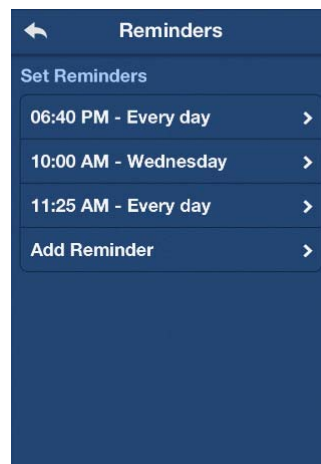 Reminders
Set Reminders
06:40 PM - Every day
10:00 AM - Wednesday
11:25 AM - Every day
Add Reminder